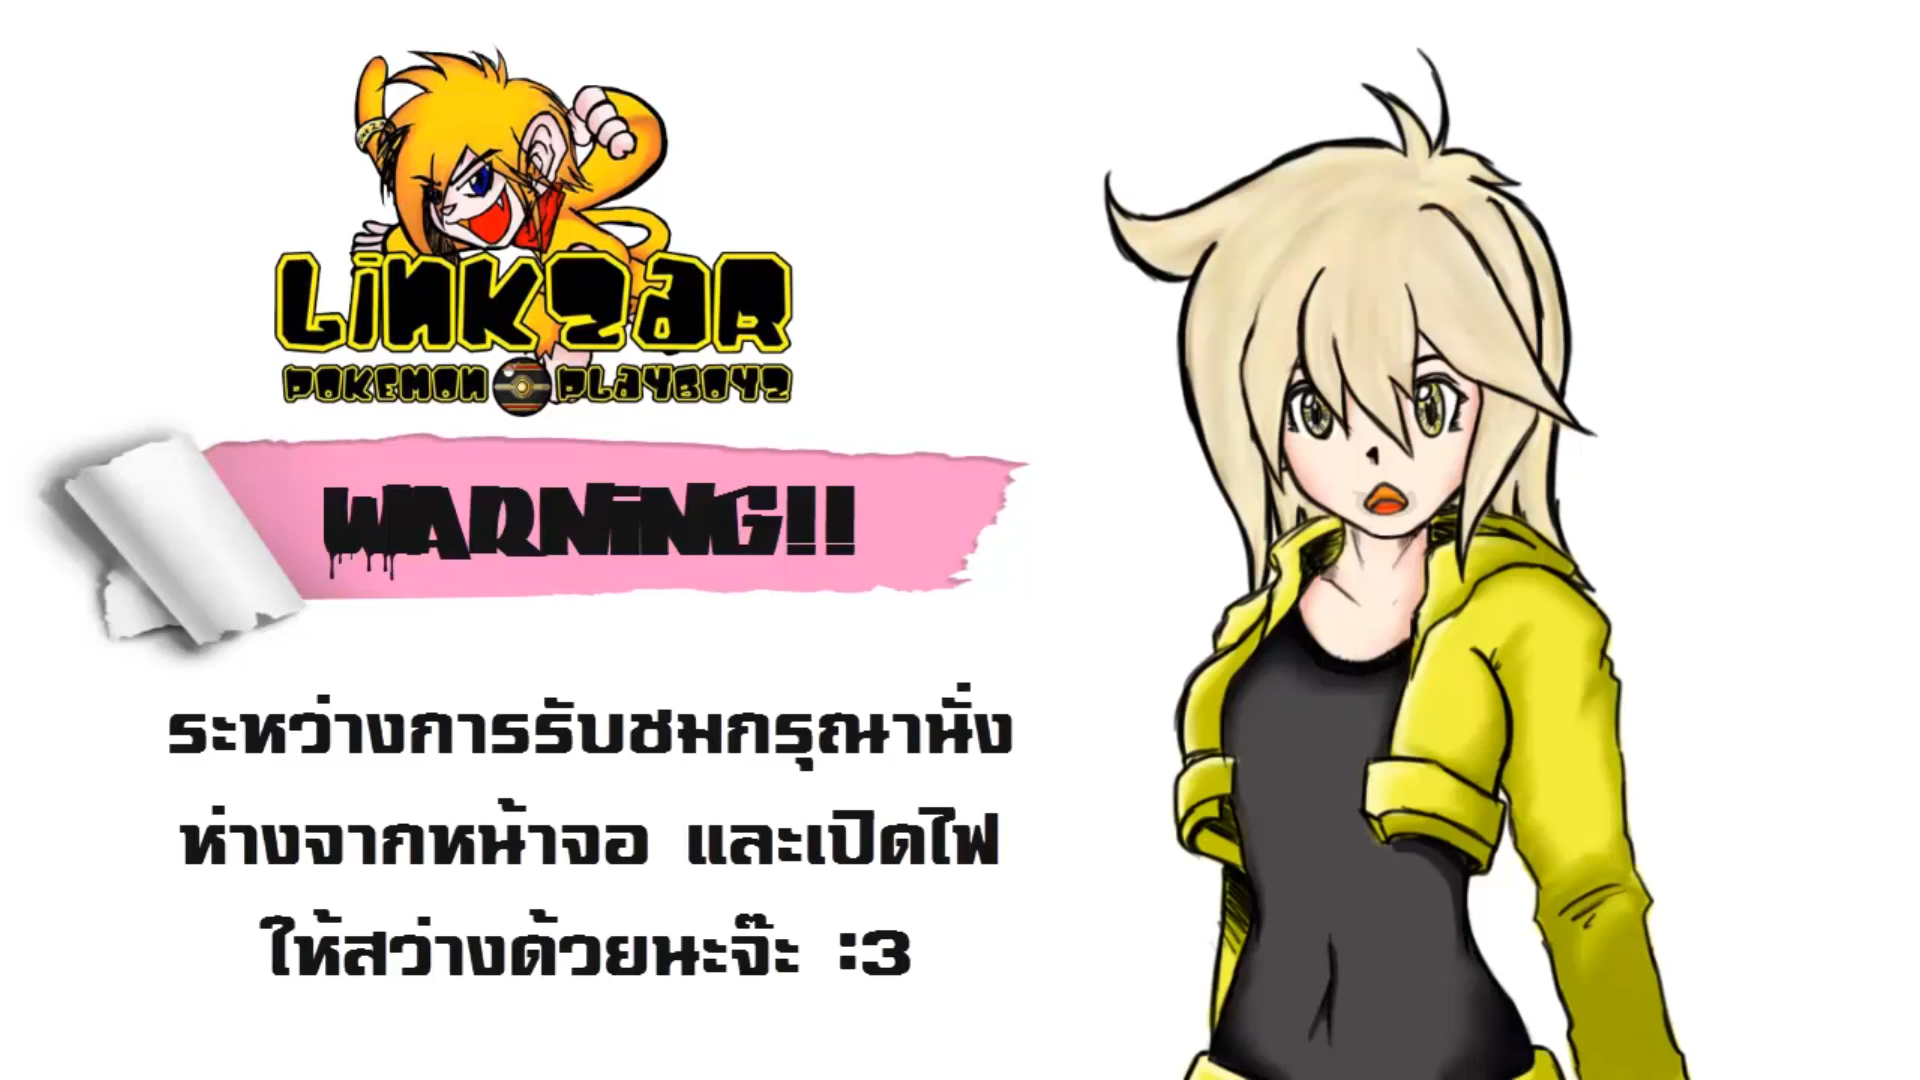 LiNKZaR
POKEMON PLAYBOYZ
WARNiNG!!
ระหว่างการรับชมกรุณานั่ง
ห่างจากหน้าจอ และเปิดไฟ
ให้สว่างด้วยนะจ๊ะ :3